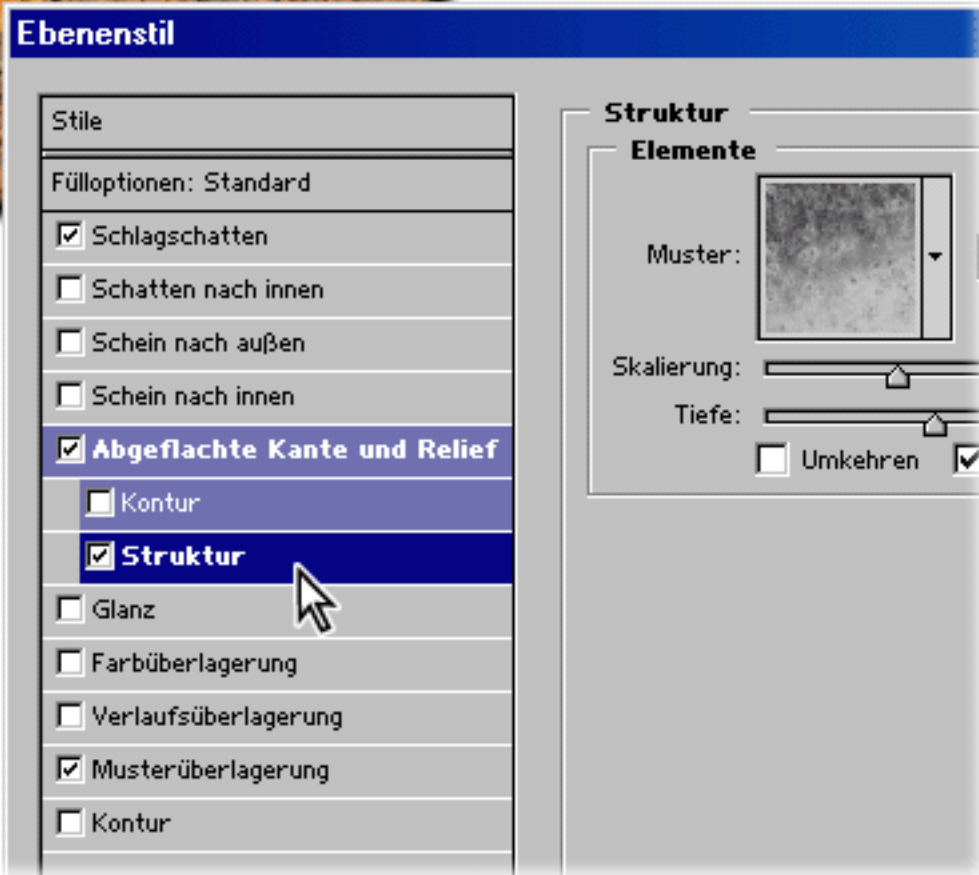 Ebenenstil
Stile
Fülloptionen: Standard
Schlagschatten
Schatten nach innen
Schein nach außen
Schein nach innen
Abgeflachte Kante und Relief
Kontur
Struktur
Glanz
Farbüberlagerung
Verlaufsüberlagerung
Musterüberlagerung
Kontur
Struktur
Elemente
Muster:
Skalierung:
Tiefe:
Umkehren